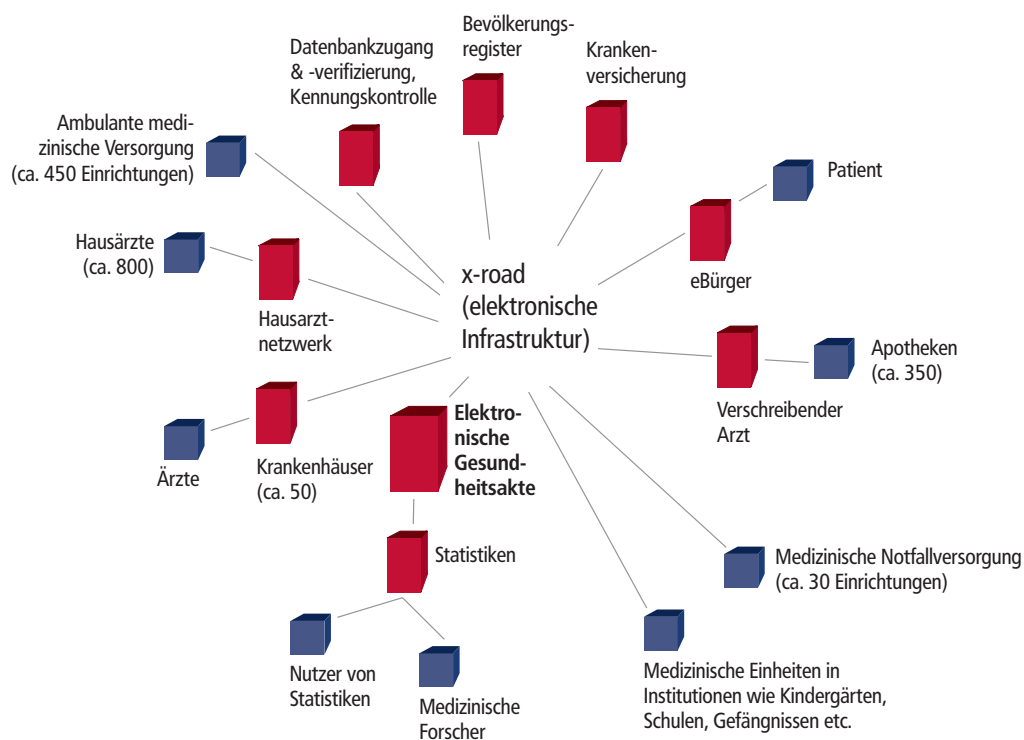 Datenbankzugang
& -verifizierung,
Kennungskontrolle
Bevölkerungs-
register
Kranken-
versicherung
Ambulante medi-
zinische Versorgung
(ca. 450 Einrichtungen)
Patient
Hausärzte
(ca. 800)
Hausarzt-
netzwerk
x-road
(elektronische
Infrastruktur)
eBürger
Apotheken
(ca. 350)
Verschreibender
Arzt
Ärzte
Krankenhäuser
(ca. 50)
Elektro-
nische
Gesund-
heitsakte
Statistiken
Medizinische Notfallversorgung
(ca. 30 Einrichtungen)
Nutzer von
Statistiken
Medizinische
Forscher
Medizinische Einheiten in
Institutionen wie Kindergärten,
Schulen, Gefängnissen etc.